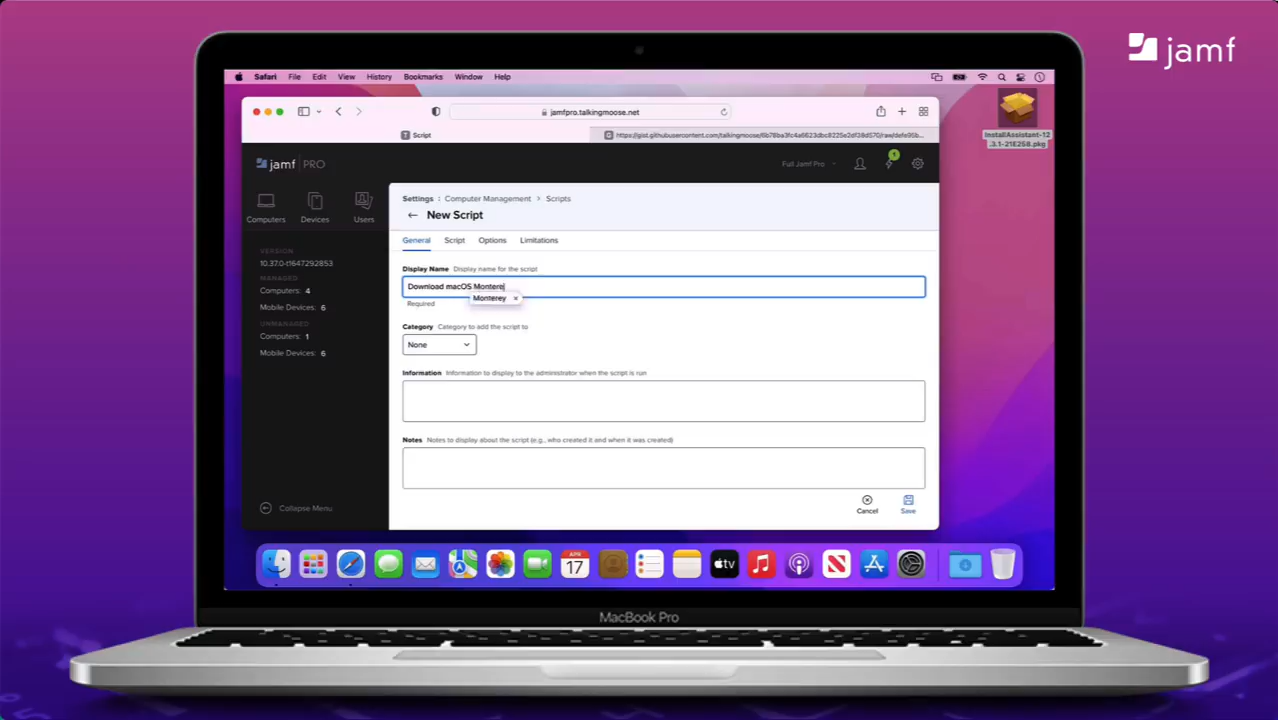 jamf
Safari File Edit View History Bookmarks Window Help
jamfpro.talkingmoose.net
Script
InstallAssistant-12
.3.1-21E258.pkg
jamf PRO
Full Jamf Pro
1
Computers Devices Users
VERSION
10.37.0-t1647292853
MANAGED
Computers: 4
Mobile Devices: 6
UNMANAGED
Computers: 1
Mobile Devices: 6
Collapse Menu
Settings : Computer Management > Scripts
New Script
General Script Options Limitations
Display Name Display name for the script
Download macOS Montere
Monterey ×
Required
Category Category to add the script to
None
Information Information to display to the administrator when the script is run
Notes Notes to display about the script (e.g., who created it and when it was created)
Cancel Save
APR
17
tv
MacBook Pro